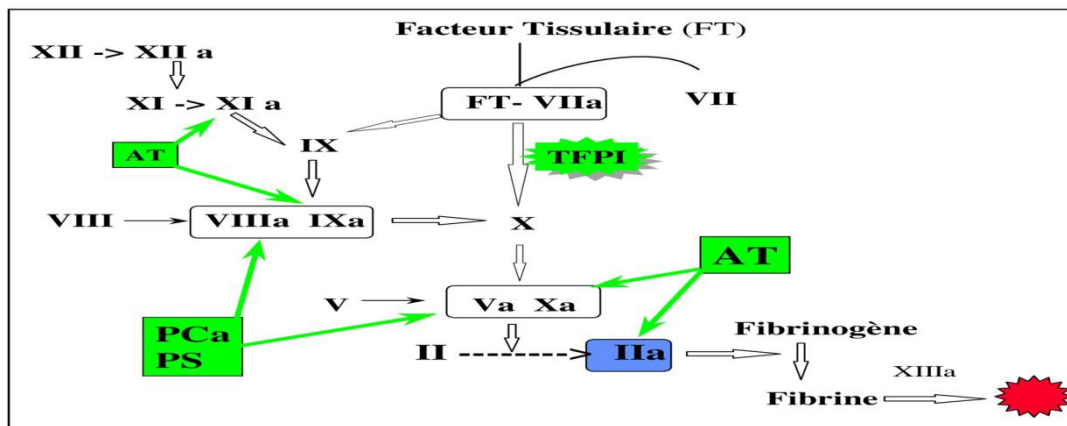 Facteur Tissulaire (FT)
XII -> XII a
XI -> XI a
FT- VIIa
VII
IX
AT
TFPI
VIII
VIIIa IXa
X
AT
V
Va Xa
PCa
PS
II
IIa
Fibrinogène
XIIIa
Fibrine